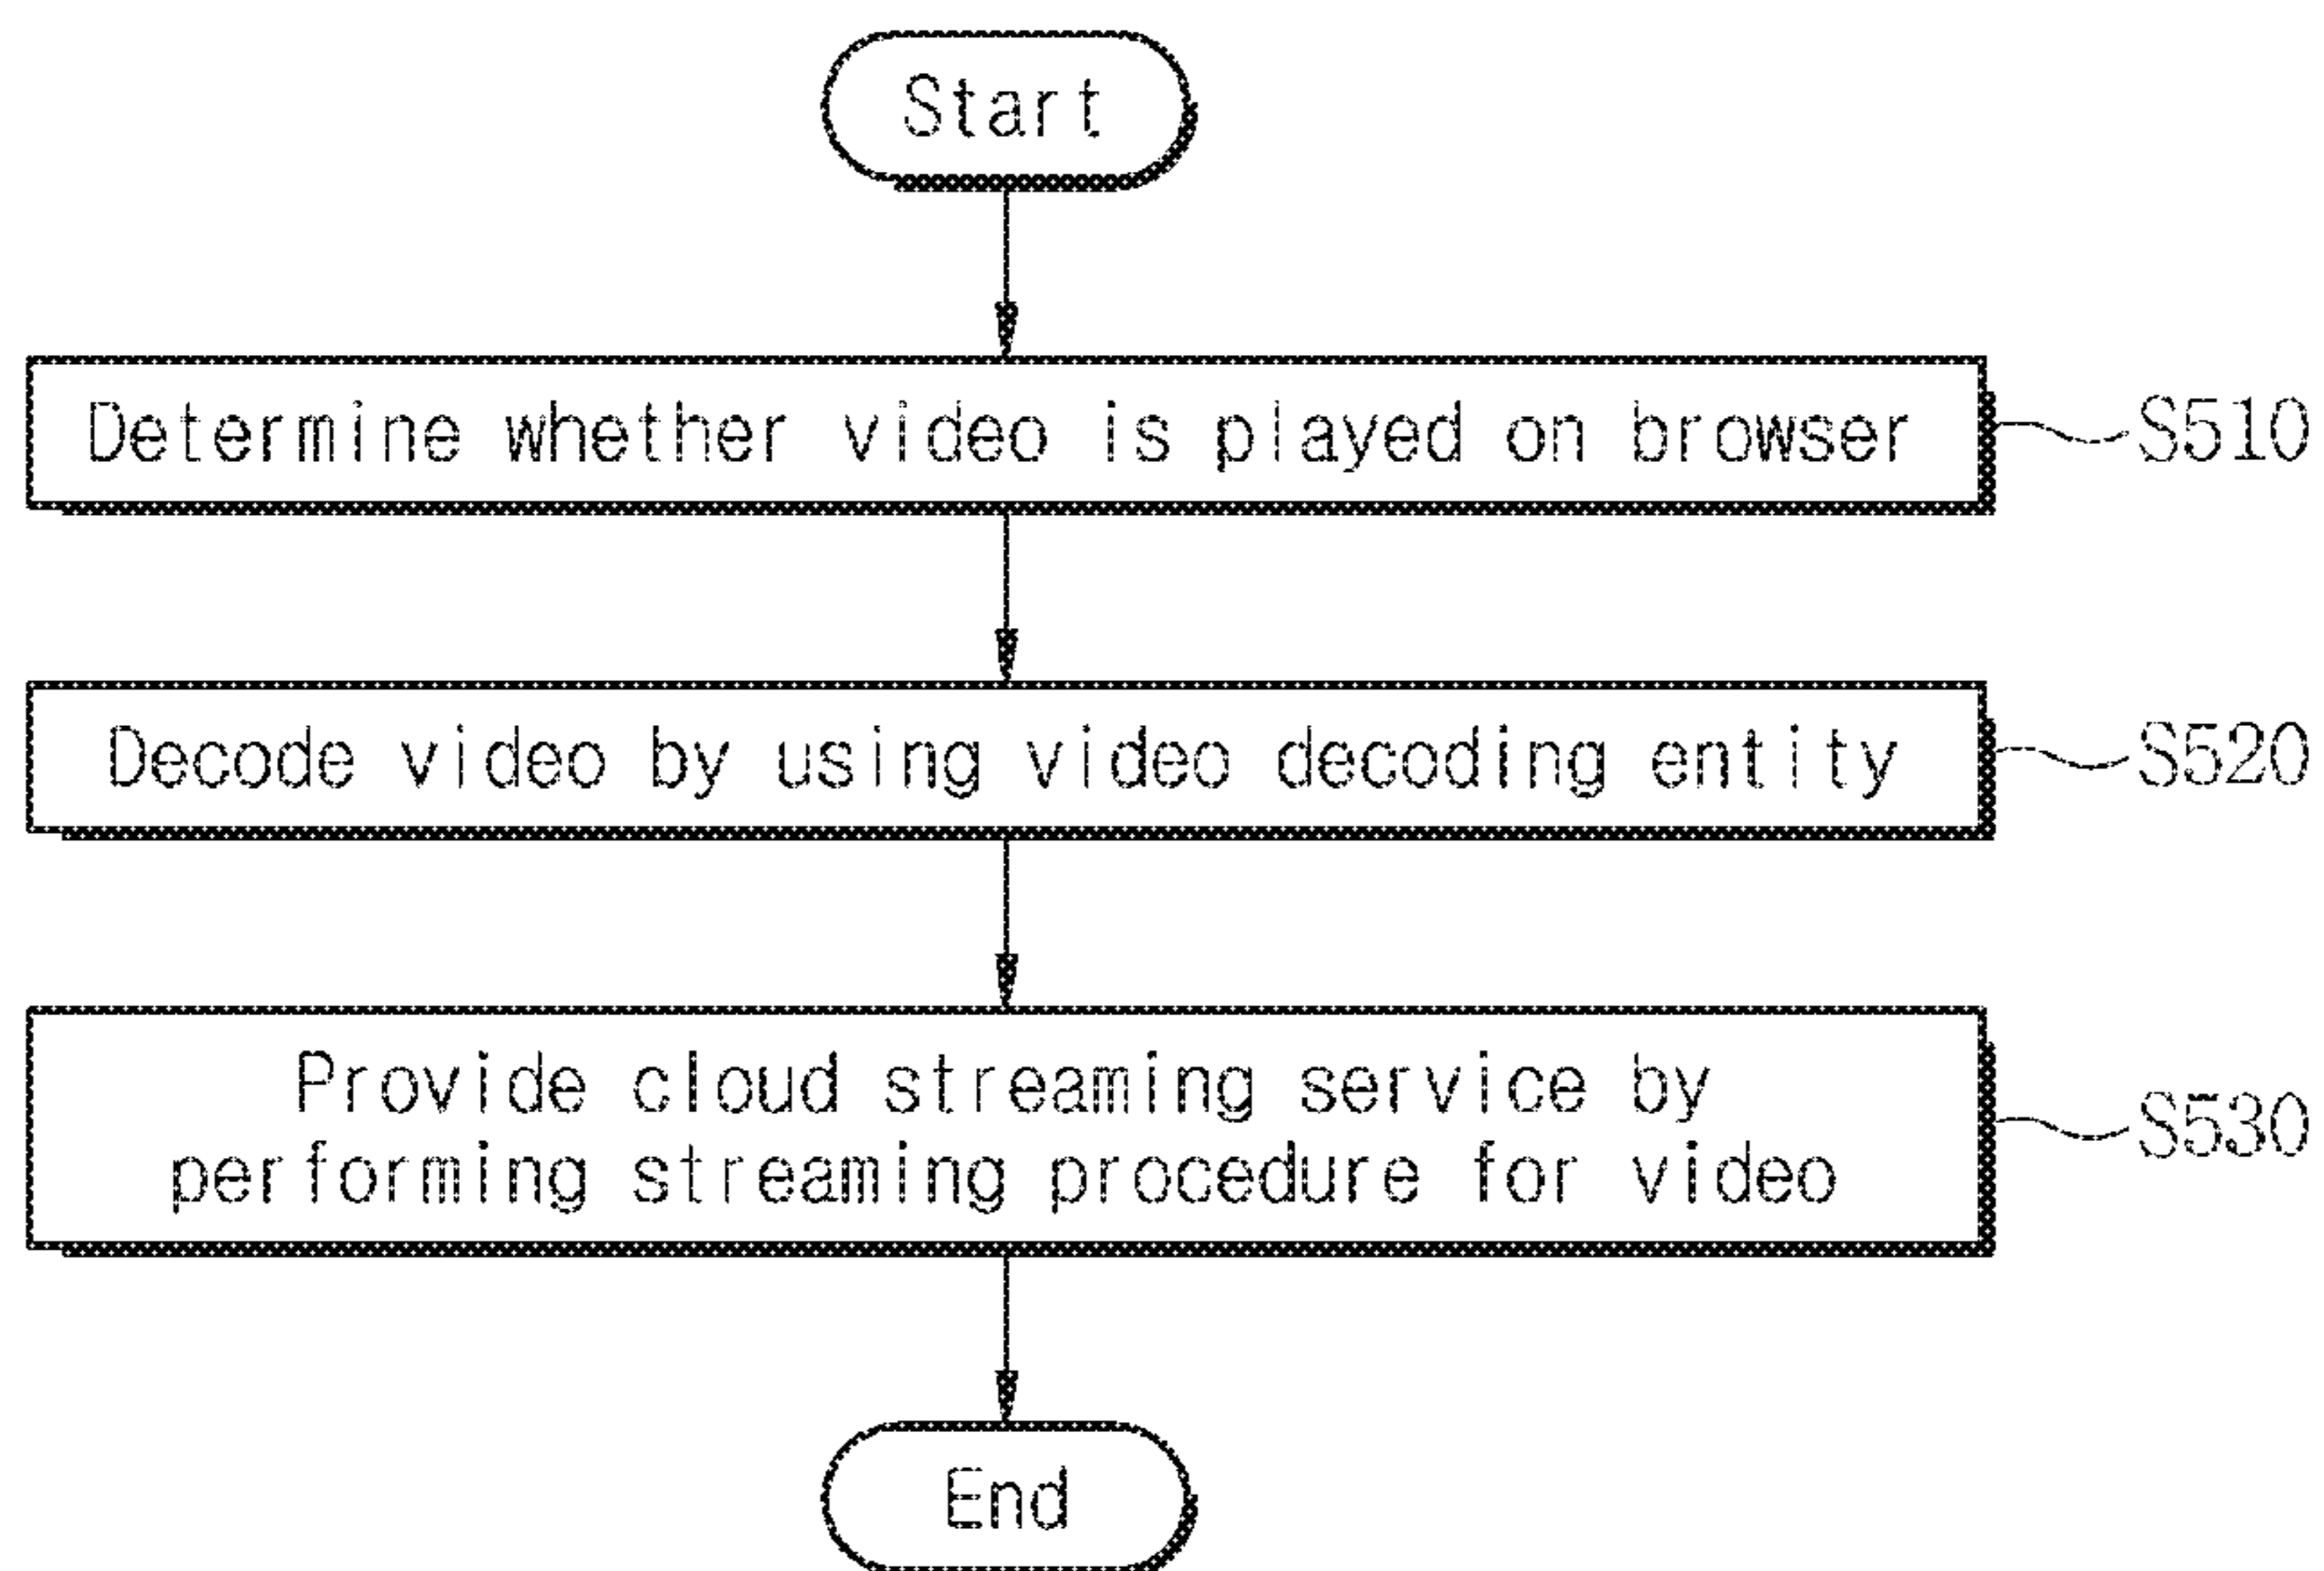 Start
Determine whether video is played on browser
S510
Decode video by using video decoding entity
S520
Provide cloud streaming service by
performing streaming procedure for video
S530
End